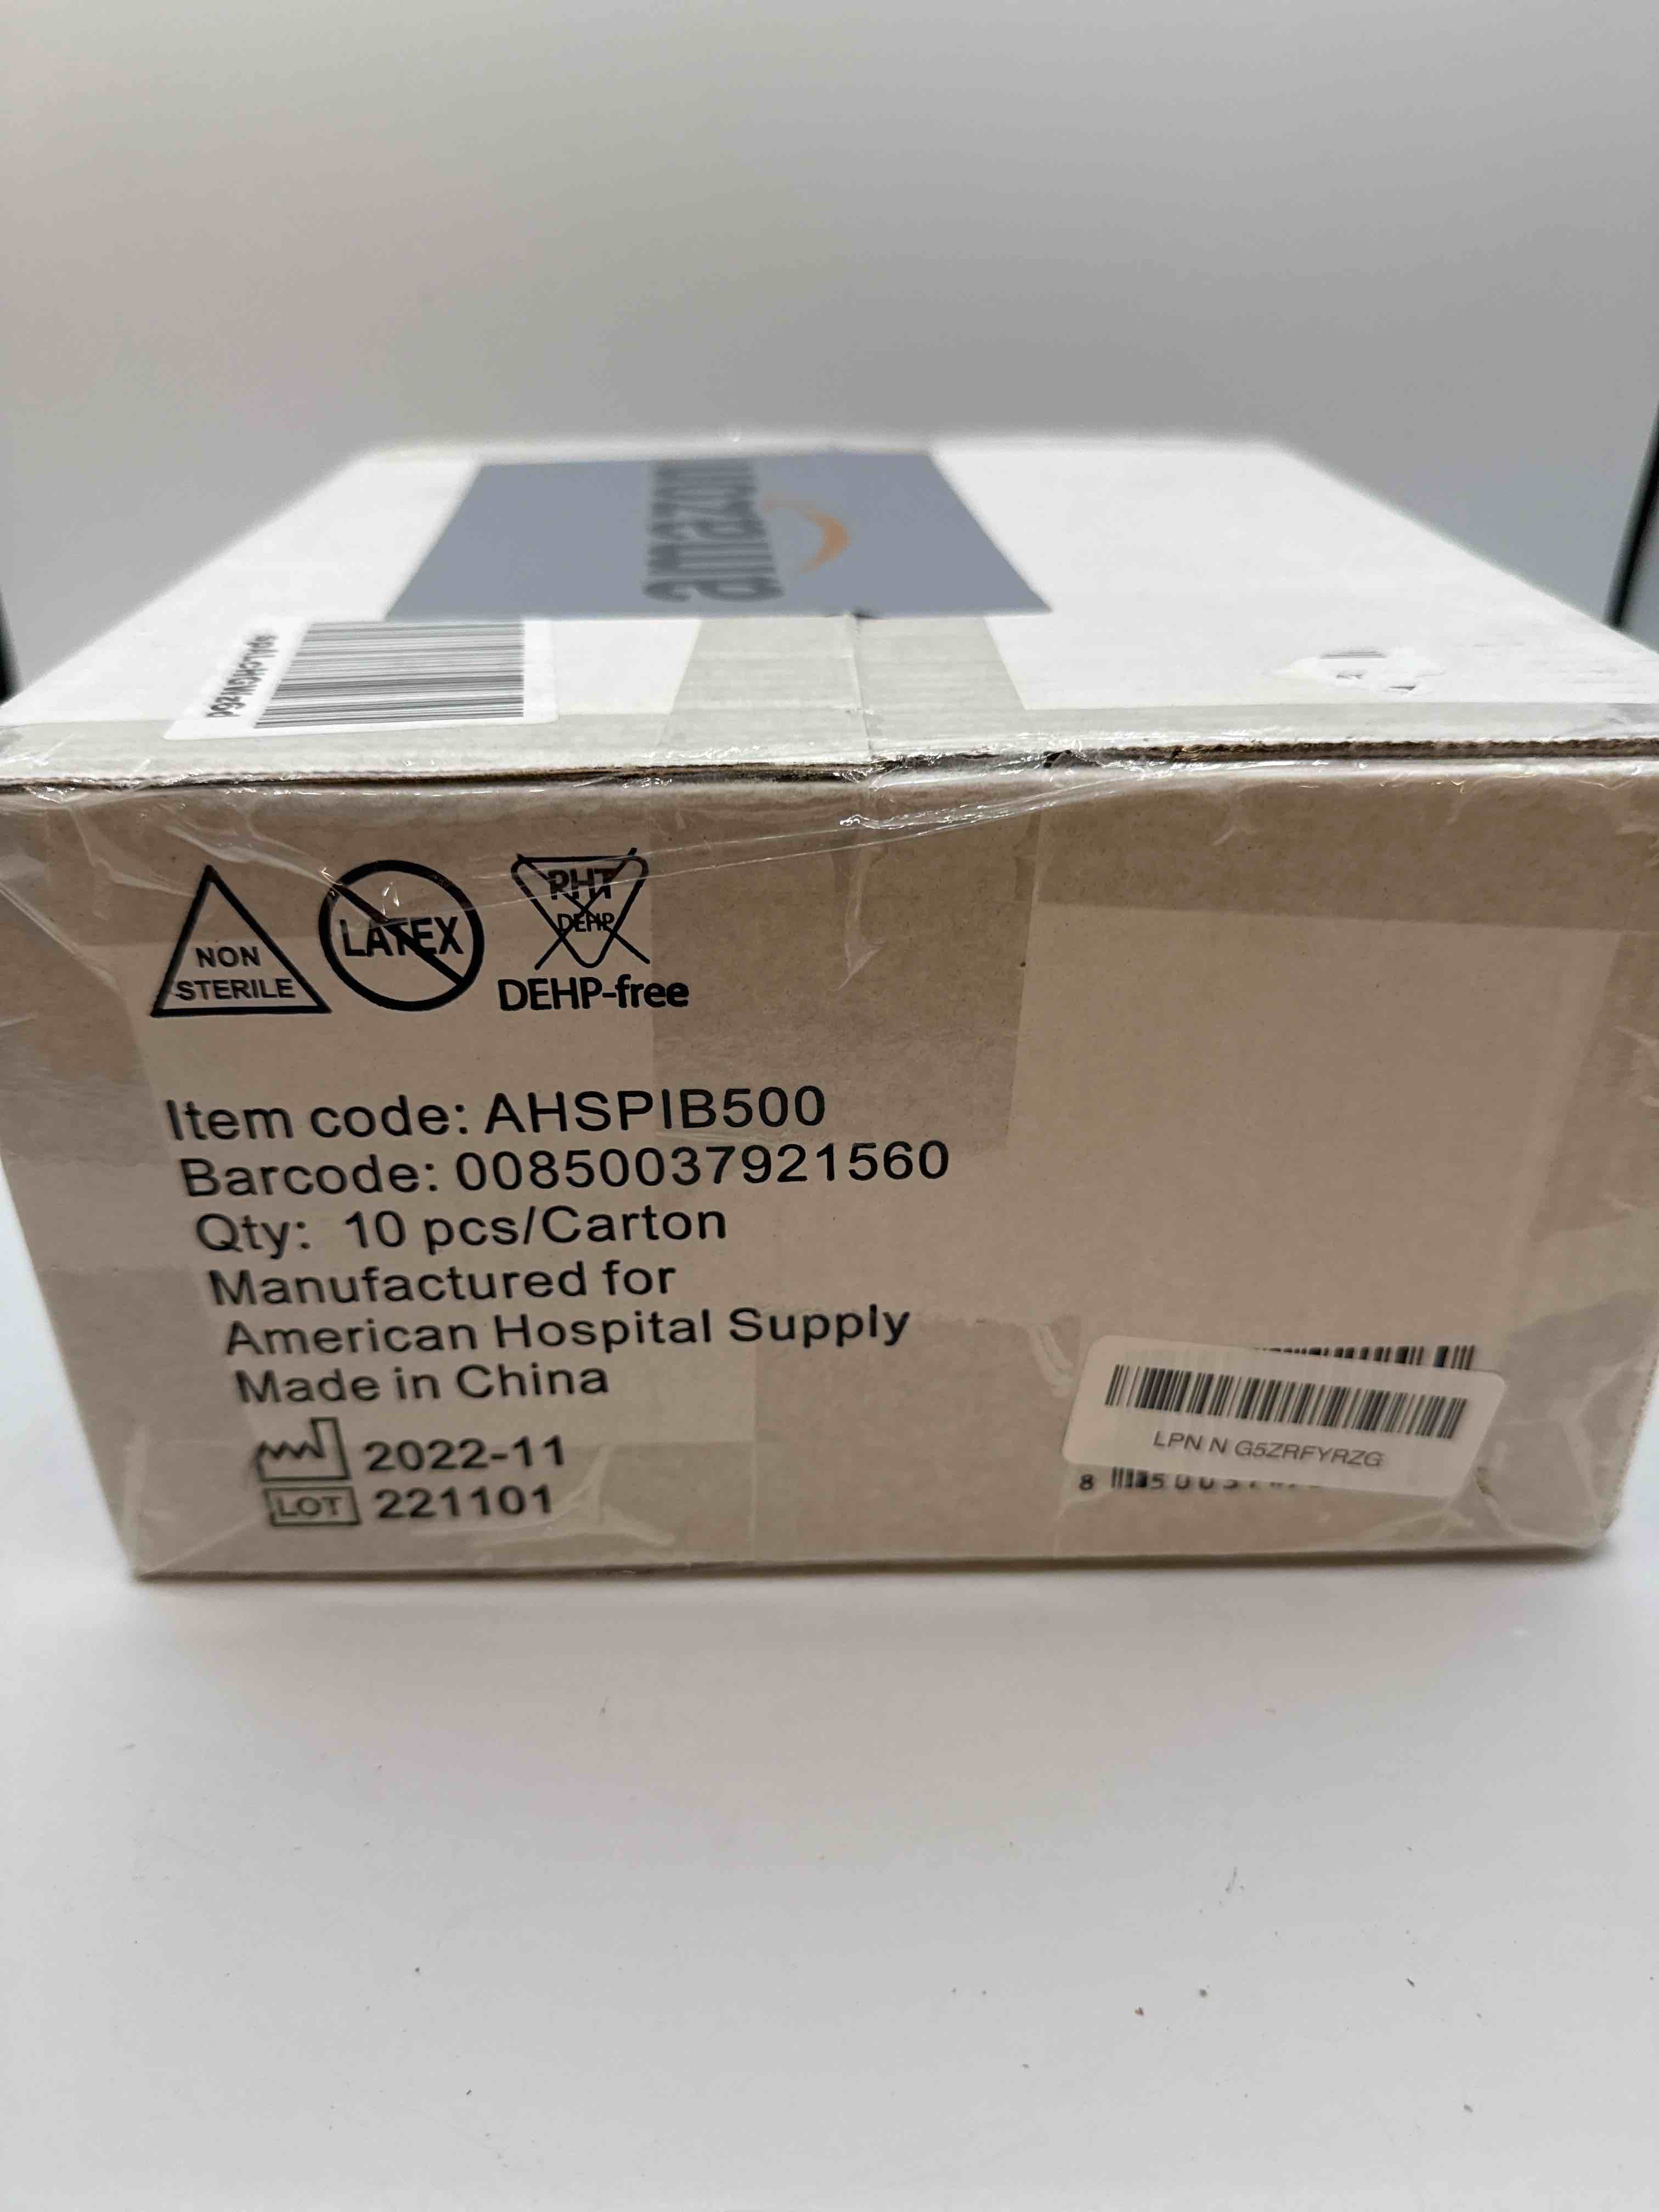 amazon
spLcHGWz6d
NON
STERILE
LATEX
PHT
DEHP
DEHP-free
Item code: AHSPIB500
Barcode: 00850037921560
Qty: 10 pcs/Carton
Manufactured for
American Hospital Supply
Made in China
2022-11
LOT 221101
LPN N G5ZRFYRZG